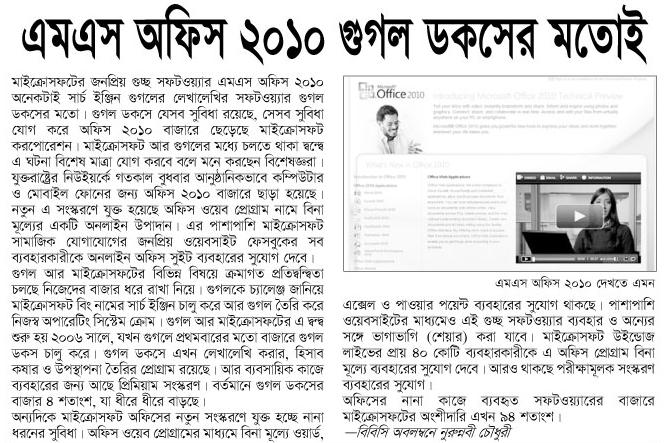 এমএস অফিস ২০১০ গুগল ডকসের মতোই
মাইক্রোসফটের জনপ্রিয় গুচ্ছ সফটওয়্যার এমএস অফিস ২০১০
অনেকটাই সার্চ ইঞ্জিন গুগলের লেখালেখির সফটওয়্যার গুগল
ডকসের মতো। গুগল ডকসে যেসব সুবিধা রয়েছে, সেসব সুবিধা
যোগ করে অফিস ২০১০ বাজারে ছেড়েছে মাইক্রোসফট
করপোরেশন। মাইক্রোসফট আর গুগলের মধ্যে চলতে থাকা দ্বন্দ্বে
এ ঘটনা বিশেষ মাত্রা যোগ করবে বলে মনে করছেন বিশেষজ্ঞরা।
যুক্তরাষ্ট্রের নিউইয়র্কে গতকাল বুধবার আনুষ্ঠানিকভাবে কম্পিউটার
ও মোবাইল ফোনের জন্য অফিস ২০১০ বাজারে ছাড়া হয়েছে।
নতুন এ সংস্করণে যুক্ত হয়েছে অফিস ওয়েব প্রোগ্রাম নামে বিনা
মূল্যের একটি অনলাইন উপাদান। এর পাশাপাশি মাইক্রোসফট
সামাজিক যোগাযোগের জনপ্রিয় ওয়েবসাইট ফেসবুকের সব
ব্যবহারকারীকে অনলাইন অফিস সুইট ব্যবহারের সুযোগ দেবে।
গুগল আর মাইক্রোসফটের বিভিন্ন বিষয়ে ক্রমাগত প্রতিদ্বন্দ্বিতা
চলছে নিজেদের বাজার ধরে রাখা নিয়ে। গুগলকে চ্যালেঞ্জ জানিয়ে
মাইক্রোসফট বিং নামের সার্চ ইঞ্জিন চালু করে আর গুগল তৈরি করে
নিজস্ব অপারেটিং সিস্টেম ক্রোম। গুগল আর মাইক্রোসফটের এ দ্বন্দ্ব
শুরু হয় ২০০৬ সালে, যখন গুগলে প্রথমবারের মতো বাজারে গুগল
ডকস চালু করে। গুগল ডকসে এখন লেখালেখি করার, হিসাব
কষার ও উপস্থাপনা তৈরির প্রোগ্রাম রয়েছে। আর ব্যবসায়িক কাজে
ব্যবহারের জন্য আছে প্রিমিয়াম সংস্করণ। বর্তমানে গুগল ডকসের
বাজার ৪ শতাংশ, যা ধীরে ধীরে বাড়ছে।
অন্যদিকে মাইক্রোসফট অফিসের নতুন সংস্করণে যুক্ত হচ্ছে নানা
ধরনের সুবিধা। অফিস ওয়েব প্রোগ্রামের মাধ্যমে বিনা মূল্যে ওয়ার্ড,
Microsoft
Office 2010
Introducing Microsoft Office 2010 Technical Preview
What's New in Office 2010
Office Web Applications
এমএস অফিস ২০১০ দেখতে এমন
এক্সেল ও পাওয়ার পয়েন্ট ব্যবহারের সুযোগ থাকছে। পাশাপাশি
ওয়েবসাইটের মাধ্যমেও এই গুচ্ছ সফটওয়্যার ব্যবহার ও অন্যের
সঙ্গে ভাগাভাগি (শেয়ার) করা যাবে। মাইক্রোসফট উইন্ডোজ
লাইভের প্রায় ৪০ কোটি ব্যবহারকারীকে এ অফিস প্রোগ্রাম বিনা
মূল্যে ব্যবহারের সুযোগ দেবে। আরও থাকছে পরীক্ষামূলক সংস্করণ
ব্যবহারের সুযোগ।
অফিসের নানা কাজে ব্যবহৃত সফটওয়্যারের বাজারে
মাইক্রোসফটের অংশীদারি এখন ৯৪ শতাংশ।
—বিবিসি অবলম্বনে নুরুন্নবী চৌধুরী